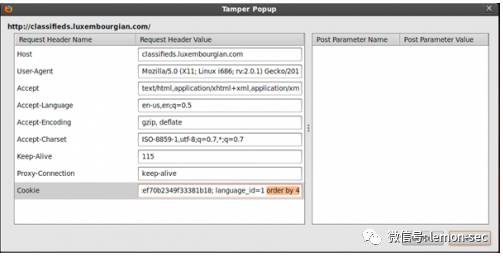 Tamper Popup
http://classifieds.luxembourgian.com/
Request Header Name Request Header Value
Post Parameter Name Post Parameter Value
Host classifieds.luxembourgian.com
User-Agent Mozilla/5.0 (X11; Linux i686; rv:2.0.1) Gecko/201
Accept text/html,application/xhtml+xml,application/xm
Accept-Language en-us,en;q=0.5
Accept-Encoding gzip, deflate
Accept-Charset ISO-8859-1,utf-8;q=0.7,*;q=0.7
Keep-Alive 115
Proxy-Connection keep-alive
Cookie ef70b2349f33381b18; language_id=1 order by 4
微信号: lemon-sec